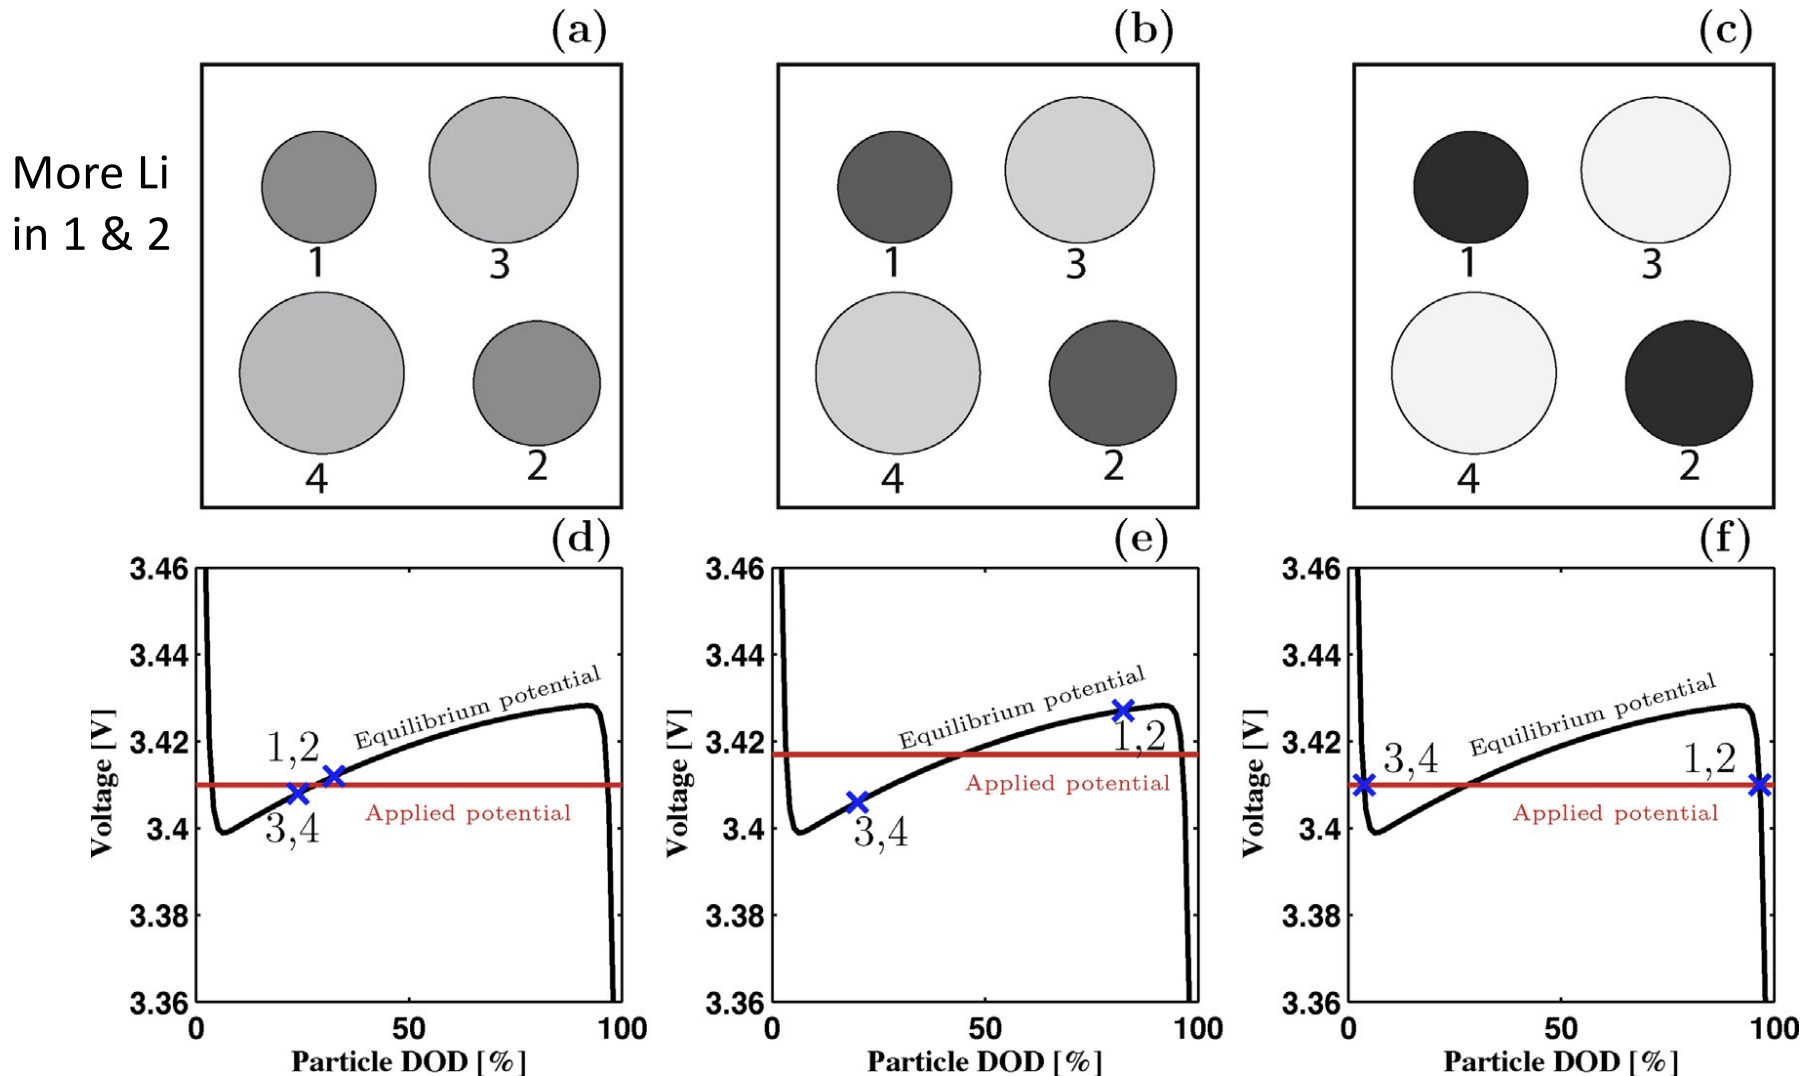 More Li
in 1 & 2
(a)
1
3
4
2
(b)
1
3
4
2
(c)
1
3
4
2
(d)
3.46
3.44
3.42
3.4
3.38
3.36
Voltage [V]
Equilibrium potential
1,2
Applied potential
3,4
0
50
100
Particle DOD [%]
(e)
3.46
3.44
3.42
3.4
3.38
3.36
Voltage [V]
Equilibrium potential
1,2
Applied potential
3,4
0
50
100
Particle DOD [%]
(f)
3.46
3.44
3.42
3.4
3.38
3.36
Voltage [V]
Equilibrium potential
3,4
1,2
Applied potential
0
50
100
Particle DOD [%]